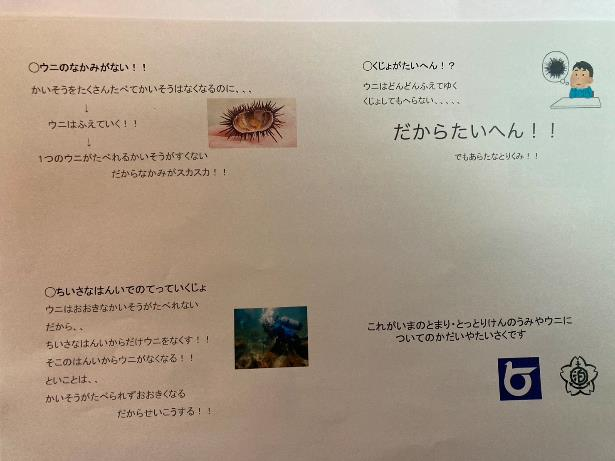 ○ウニのなかみがない！！
かいそうをたくさんたべてかいそうはなくなるのに、、、
↓
ウニはふえていく！！
↓
1つのウニがたべれるかいそうがすくない
だからなかみがスカスカ！！
○くじょがたいへん！？
ウニはどんどんふえてゆく
くじょしてもへらない、、、、、
だからたいへん！！
でもあらたなとりくみ！！
○ちいさなはんいでのてっていくじょ
ウニはおおきなかいそうがたべれない
だから、、
ちいさなはんいからだけウニをなくす！！
そこのはんいからウニがなくなる！！
といことは、、
かいそうがたべられずおおきくなる
だからせいこうする！！
これがいまのとまり・とっとりけんのうみやウニに
ついてのかだいやたいさくです